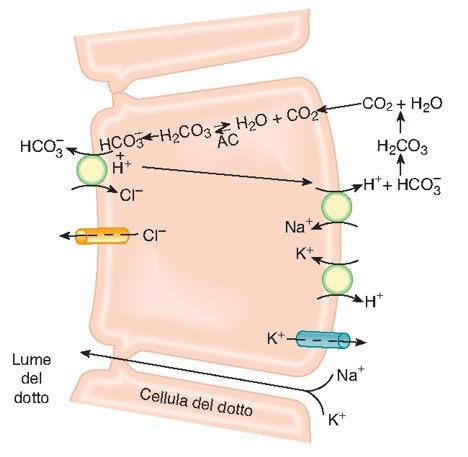 CO2 + H2O
HCO3− HCO3− H2CO3 H2O + CO2
AC
H2CO3
+
H+
H+ + HCO3−
Cl−
Na+
Cl−
K+
H+
K+
Lume
del
dotto
Na+
Cellula del dotto
K+